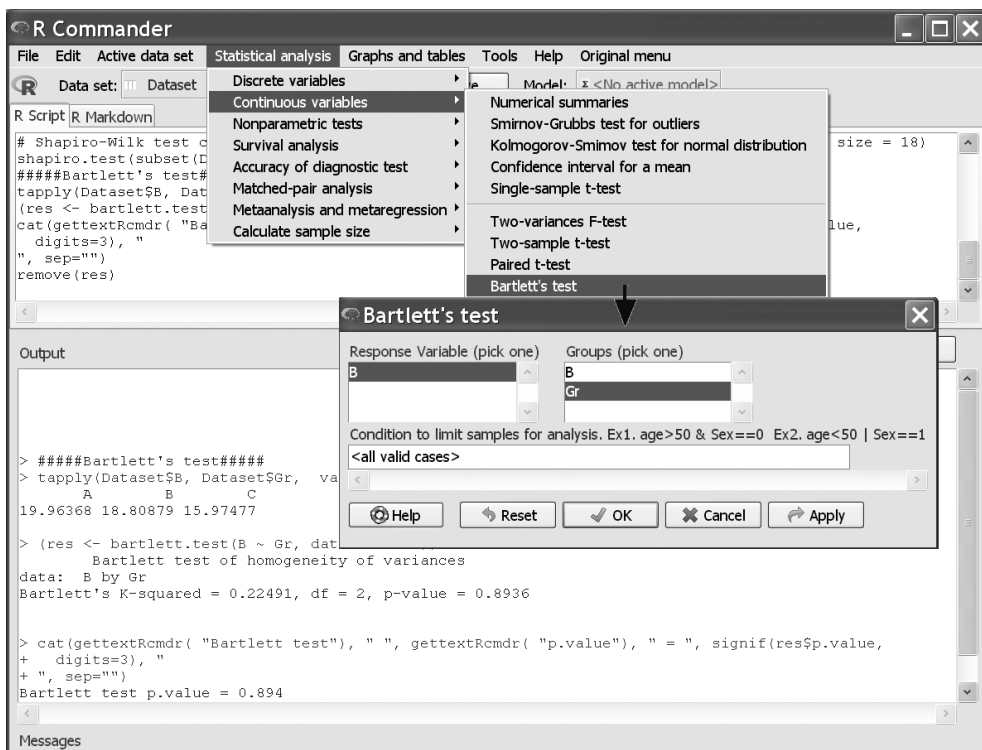 R Commander
File Edit Active data set Statistical analysis Graphs and tables Tools Help Original menu
R Data set: Dataset Model: Σ <No active model>
R Script R Markdown
Discrete variables
Continuous variables
Nonparametric tests
Survival analysis
Accuracy of diagnostic test
Matched-pair analysis
Metaanalysis and metaregression
Calculate sample size
Numerical summaries
Smirnov-Grubbs test for outliers
Kolmogorov-Smimov test for normal distribution
Confidence interval for a mean
Single-sample t-test
Two-variances F-test
Two-sample t-test
Paired t-test
Bartlett's test
# Shapiro-Wilk test c size = 18)
shapiro.test(subset(D
#####Bartlett's test#
tapply(Dataset$B, Dat
(res <- bartlett.test
cat(gettextRcmdr( "Ba lue,
digits=3), "
", sep="")
remove(res)
Bartlett's test
Response Variable (pick one) Groups (pick one)
B
B
Gr
Condition to limit samples for analysis. Ex1. age>50 & Sex==0 Ex2. age<50 | Sex==1
<all valid cases>
Help Reset OK Cancel Apply
Output
> #####Bartlett's test#####
> tapply(Dataset$B, Dataset$Gr, va
A B C
19.96368 18.80879 15.97477
> (res <- bartlett.test(B ~ Gr, dat
Bartlett test of homogeneity of variances
data: B by Gr
Bartlett's K-squared = 0.22491, df = 2, p-value = 0.8936
> cat(gettextRcmdr( "Bartlett test"), " ", gettextRcmdr( "p.value"), " = ", signif(res$p.value,
+ digits=3), "
+ ", sep="")
Bartlett test p.value = 0.894
Messages